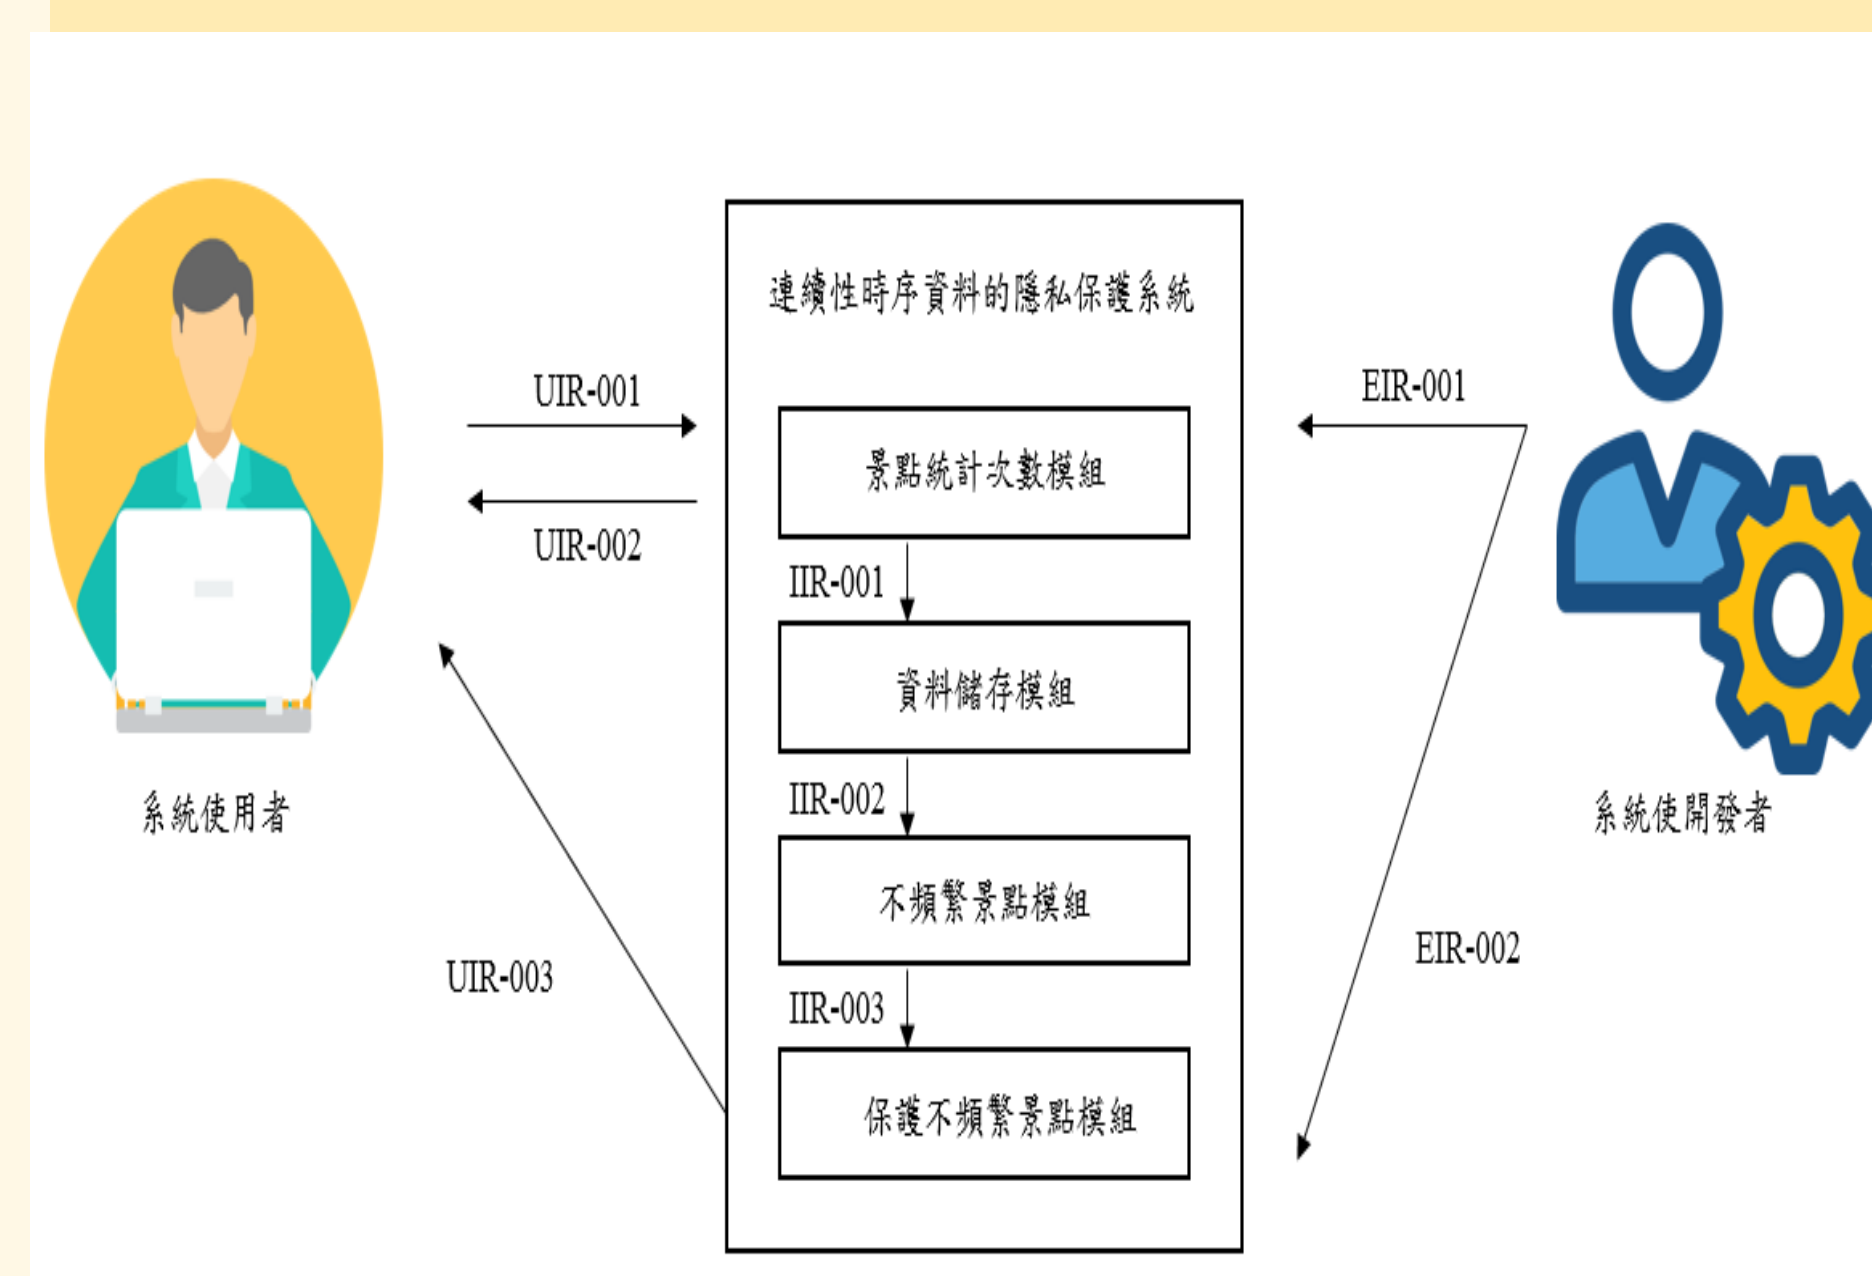 連續性時序資料的隱私保護系統
UIR-001
EIR-001
景點統計次數模組
UIR-002
IIR-001
資料儲存模組
IIR-002
系統使用者
系統使開發者
不頻繁景點模組
EIR-002
UIR-003
IIR-003
保護不頻繁景點模組